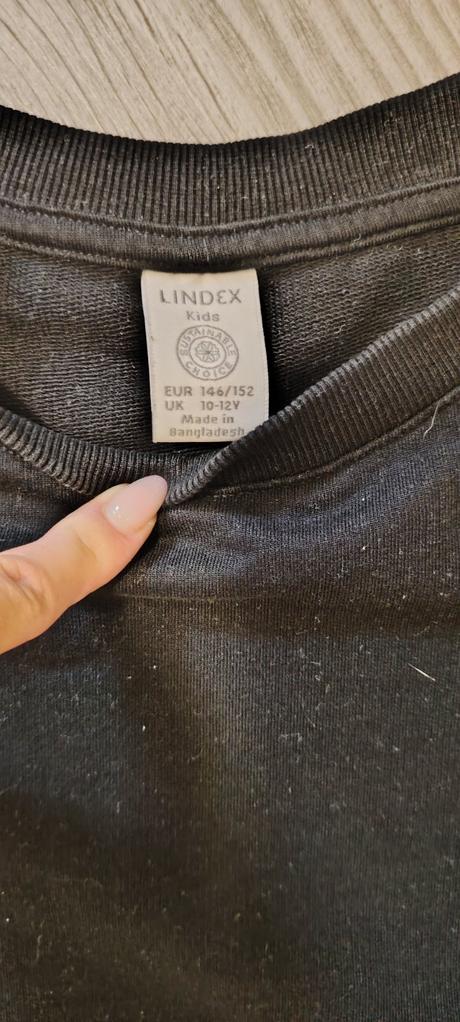 LINDEX
Kids
SUSTAINABLE
CHOICE
EUR 146/152
UK 10-12Y
Made in
Bangladesh